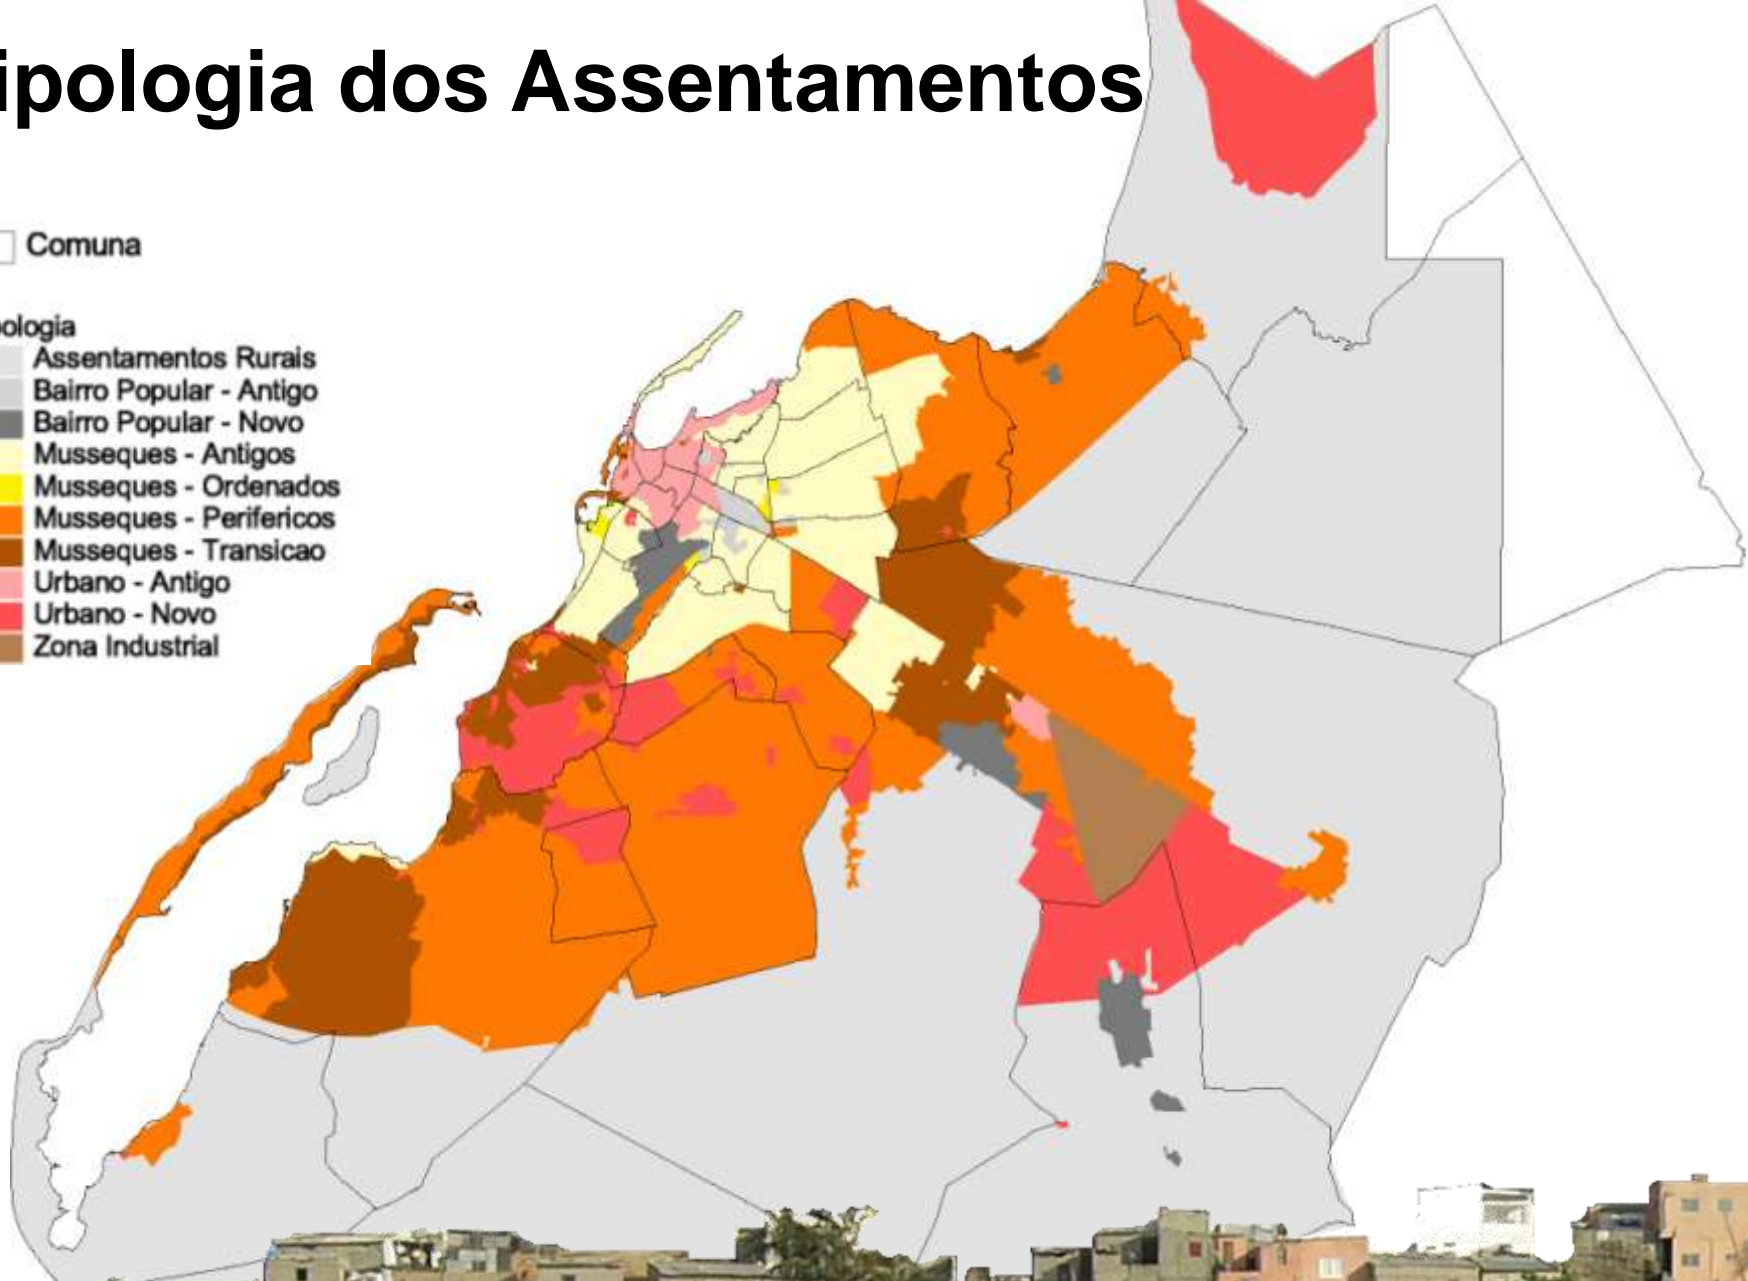 ipologia dos Assentamentos
Comuna
ologia
Assentamentos Rurais
Bairro Popular - Antigo
Bairro Popular - Novo
Musseques - Antigos
Musseques - Ordenados
Musseques - Perifericos
Musseques - Transicao
Urbano - Antigo
Urbano - Novo
Zona Industrial